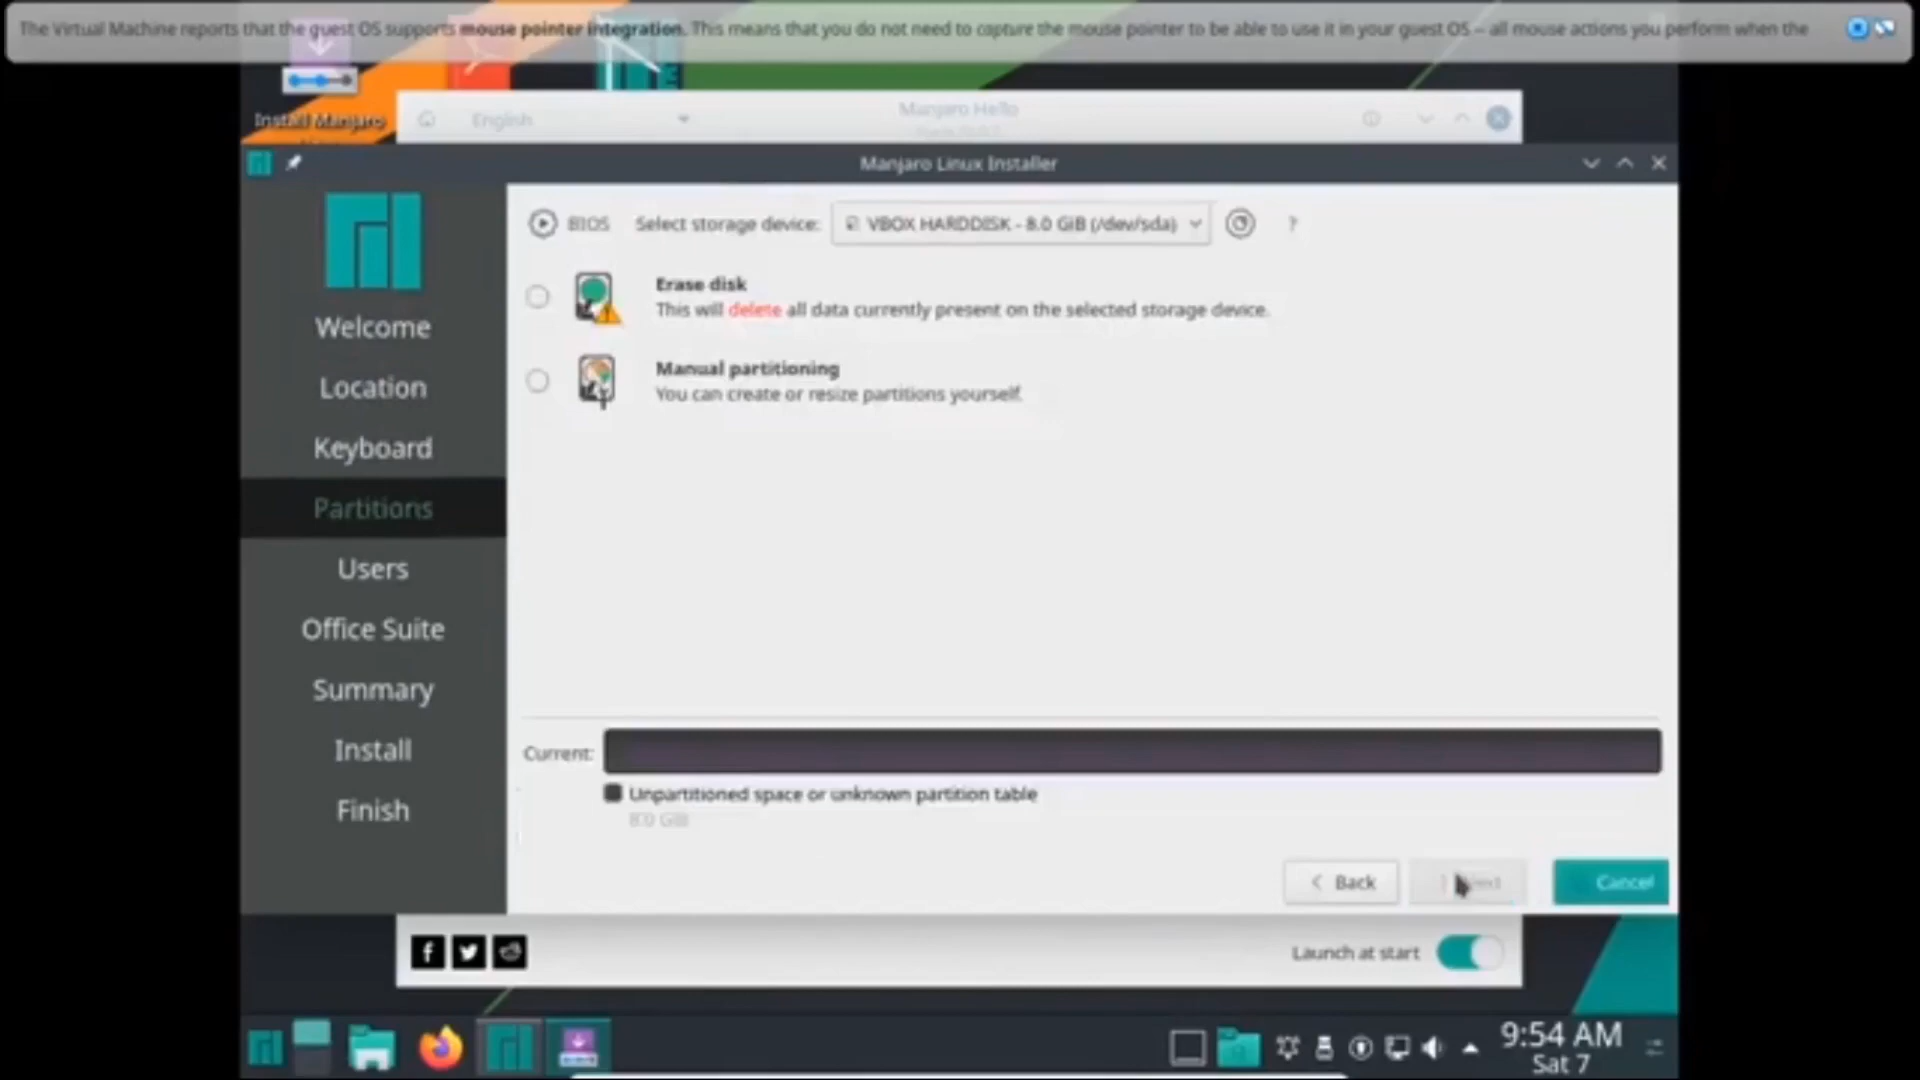 The Virtual Machine reports that the guest OS supports mouse pointer integration. This means that you do not need to capture the mouse pointer to be able to use it in your guest OS – all mouse actions you perform when the
Install Manjaro
English
Manjaro Hello
Manjaro Linux Installer
BIOS
Select storage device:
VBOX HARDDISK - 8.0 GiB (/dev/sda)
?
Erase disk
This will delete all data currently present on the selected storage device.
Manual partitioning
You can create or resize partitions yourself.
Welcome
Location
Keyboard
Partitions
Users
Office Suite
Summary
Install
Finish
Current:
Unpartitioned space or unknown partition table
8.0 GiB
Back
Cancel
Launch at start
9:54 AM
Sat 7